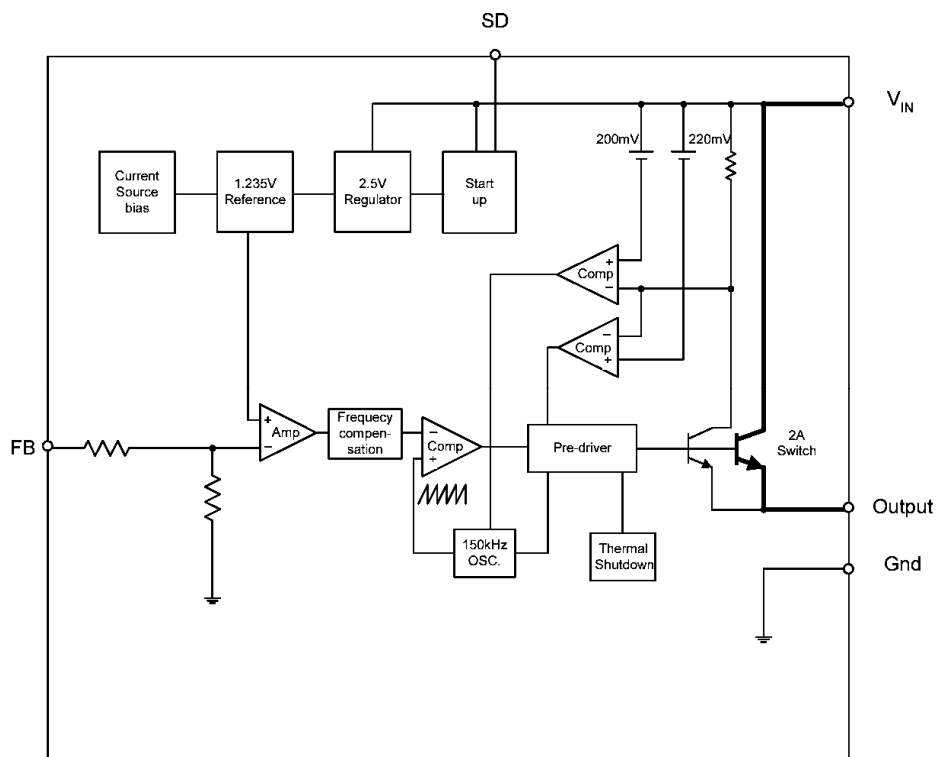 SD
V_IN
200mV
220mV
Current
Source
bias
1.235V
Reference
2.5V
Regulator
Start
up
+
Comp
−
−
Comp
+
FB
+
Amp
−
Frequecy
compen-
sation
−
Comp
+
Pre-driver
2A
Switch
150kHz
OSC.
Thermal
Shutdown
Output
Gnd